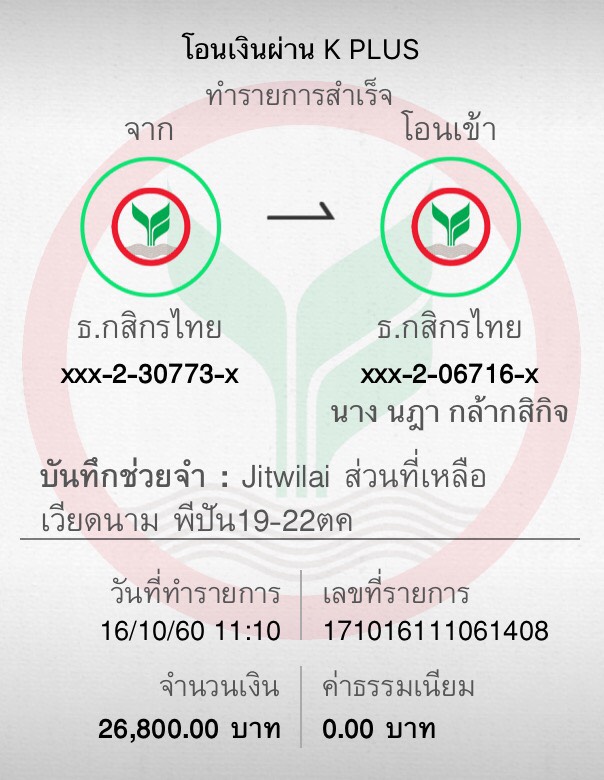 โอนเงินผ่าน K PLUS
ทำรายการสำเร็จ
จาก
โอนเข้า
ธ.กสิกรไทย
ธ.กสิกรไทย
xxx-2-30773-x
xxx-2-06716-x
นาง นฎา กล้ากสิกิจ
บันทึกช่วยจำ : Jitwilai ส่วนที่เหลือ
เวียดนาม พีปัน19-22ตค
วันที่ทำรายการ
เลขที่รายการ
16/10/60 11:10
171016111061408
จำนวนเงิน
ค่าธรรมเนียม
26,800.00 บาท
0.00 บาท